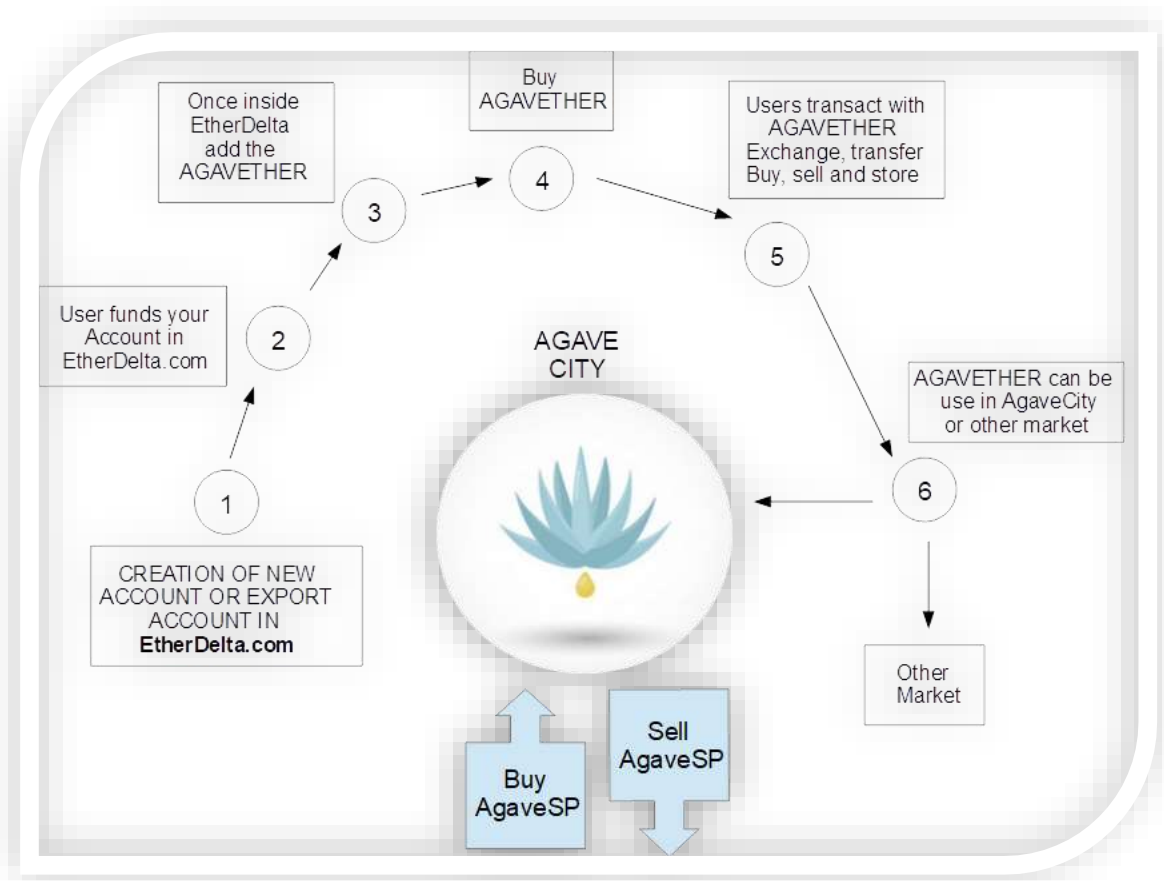 CREATION OF NEW
ACCOUNT OR EXPORT
ACCOUNT IN
EtherDelta.com
1
User funds your
Account in
EtherDelta.com
2
Once inside
EtherDelta
add the
AGAVETHER
3
Buy
AGAVETHER
4
Users transact with
AGAVETHER
Exchange, transfer
Buy, sell and store
5
AGAVETHER can be
use in AgaveCity
or other market
6
Other
Market
AGAVE
CITY
Buy
AgaveSP
Sell
AgaveSP